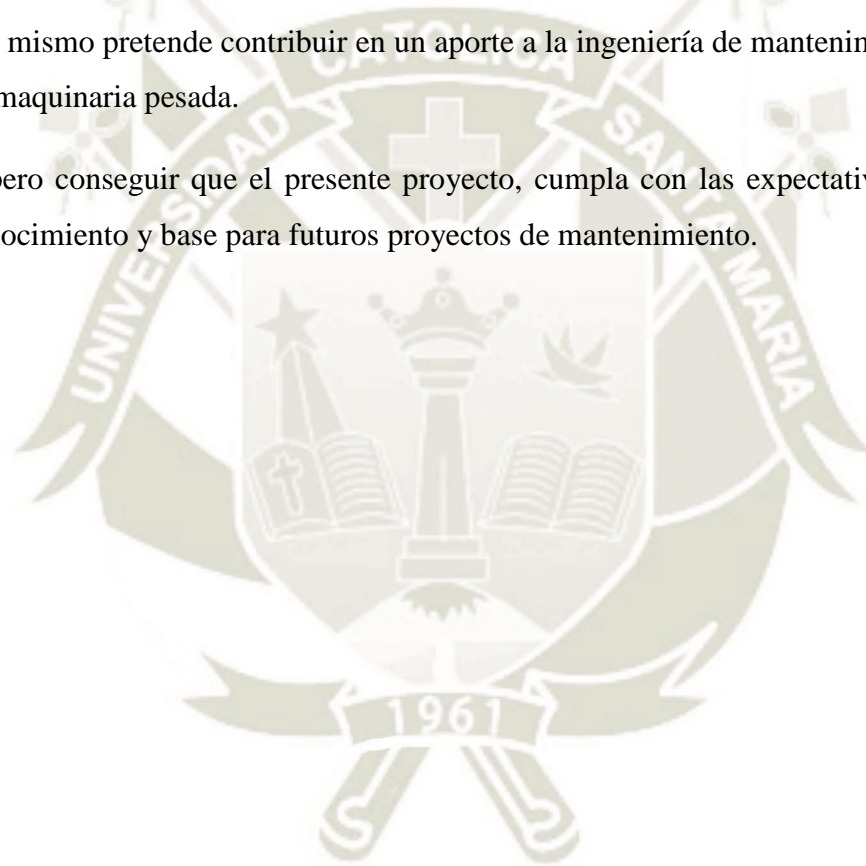 mismo pretende contribuir en un aporte a la ingeniería de mantenim
maquinaria pesada.
pero conseguir que el presente proyecto, cumpla con las expectativ
nocimiento y base para futuros proyectos de mantenimiento.
UNIVERSIDAD CATOLICA SANTA MARIA
1961